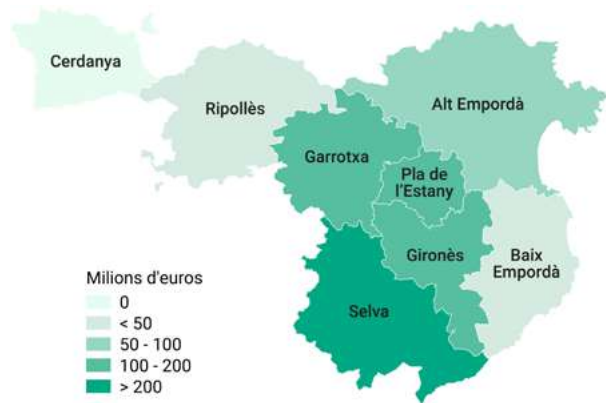 Cerdanya
Ripollès
Alt Empordà
Garrotxa
Pla de
l'Estany
Gironès
Baix
Empordà
Selva
Milions d'euros
0
< 50
50 - 100
100 - 200
> 200